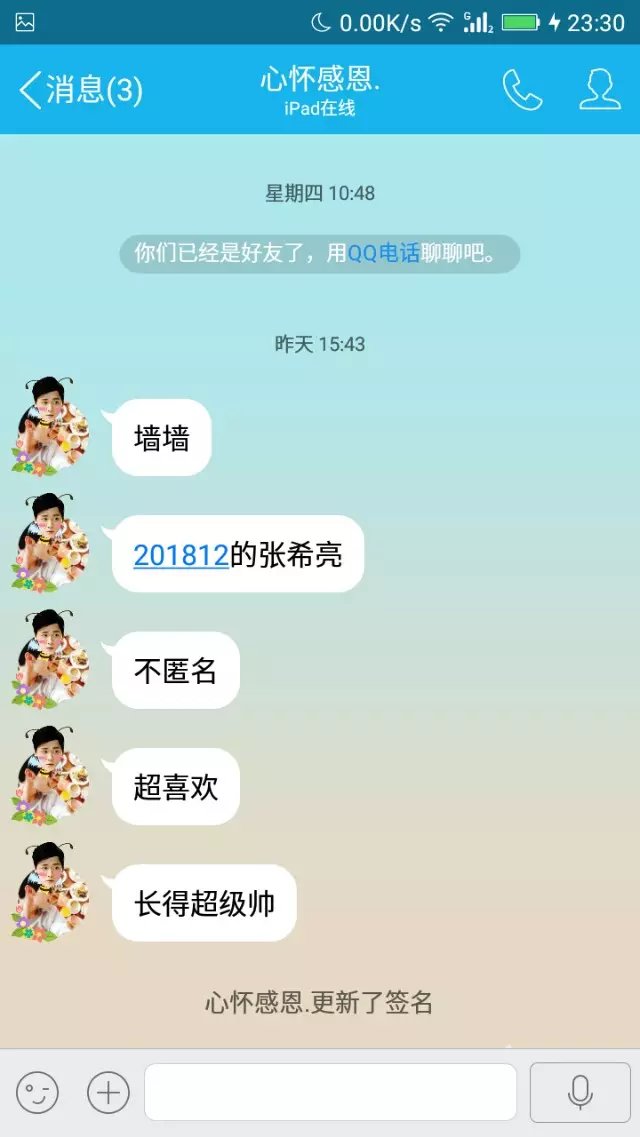 0.00K/s G 2 23:30
消息(3)
心怀感恩.
iPad在线
星期四 10:48
你们已经是好友了，用QQ电话聊聊吧。
昨天 15:43
墙墙
201812的张希亮
不匿名
超喜欢
长得超级帅
心怀感恩.更新了签名